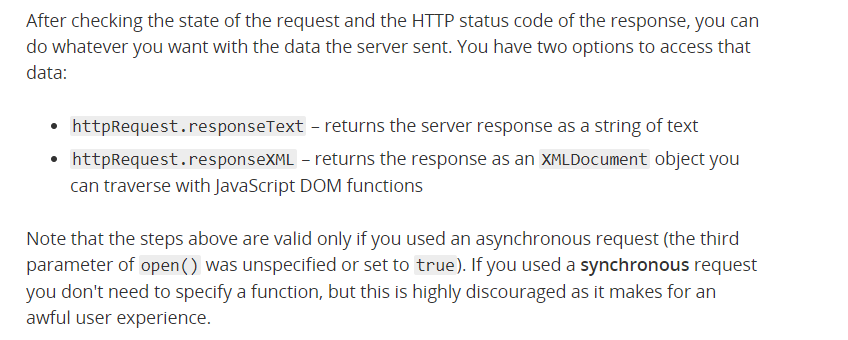 After checking the state of the request and the HTTP status code of the response, you can
do whatever you want with the data the server sent. You have two options to access that
data:
• httpRequest.responseText – returns the server response as a string of text
• httpRequest.responseXML – returns the response as an XMLDocument object you
can traverse with JavaScript DOM functions
Note that the steps above are valid only if you used an asynchronous request (the third
parameter of open() was unspecified or set to true). If you used a synchronous request
you don't need to specify a function, but this is highly discouraged as it makes for an
awful user experience.